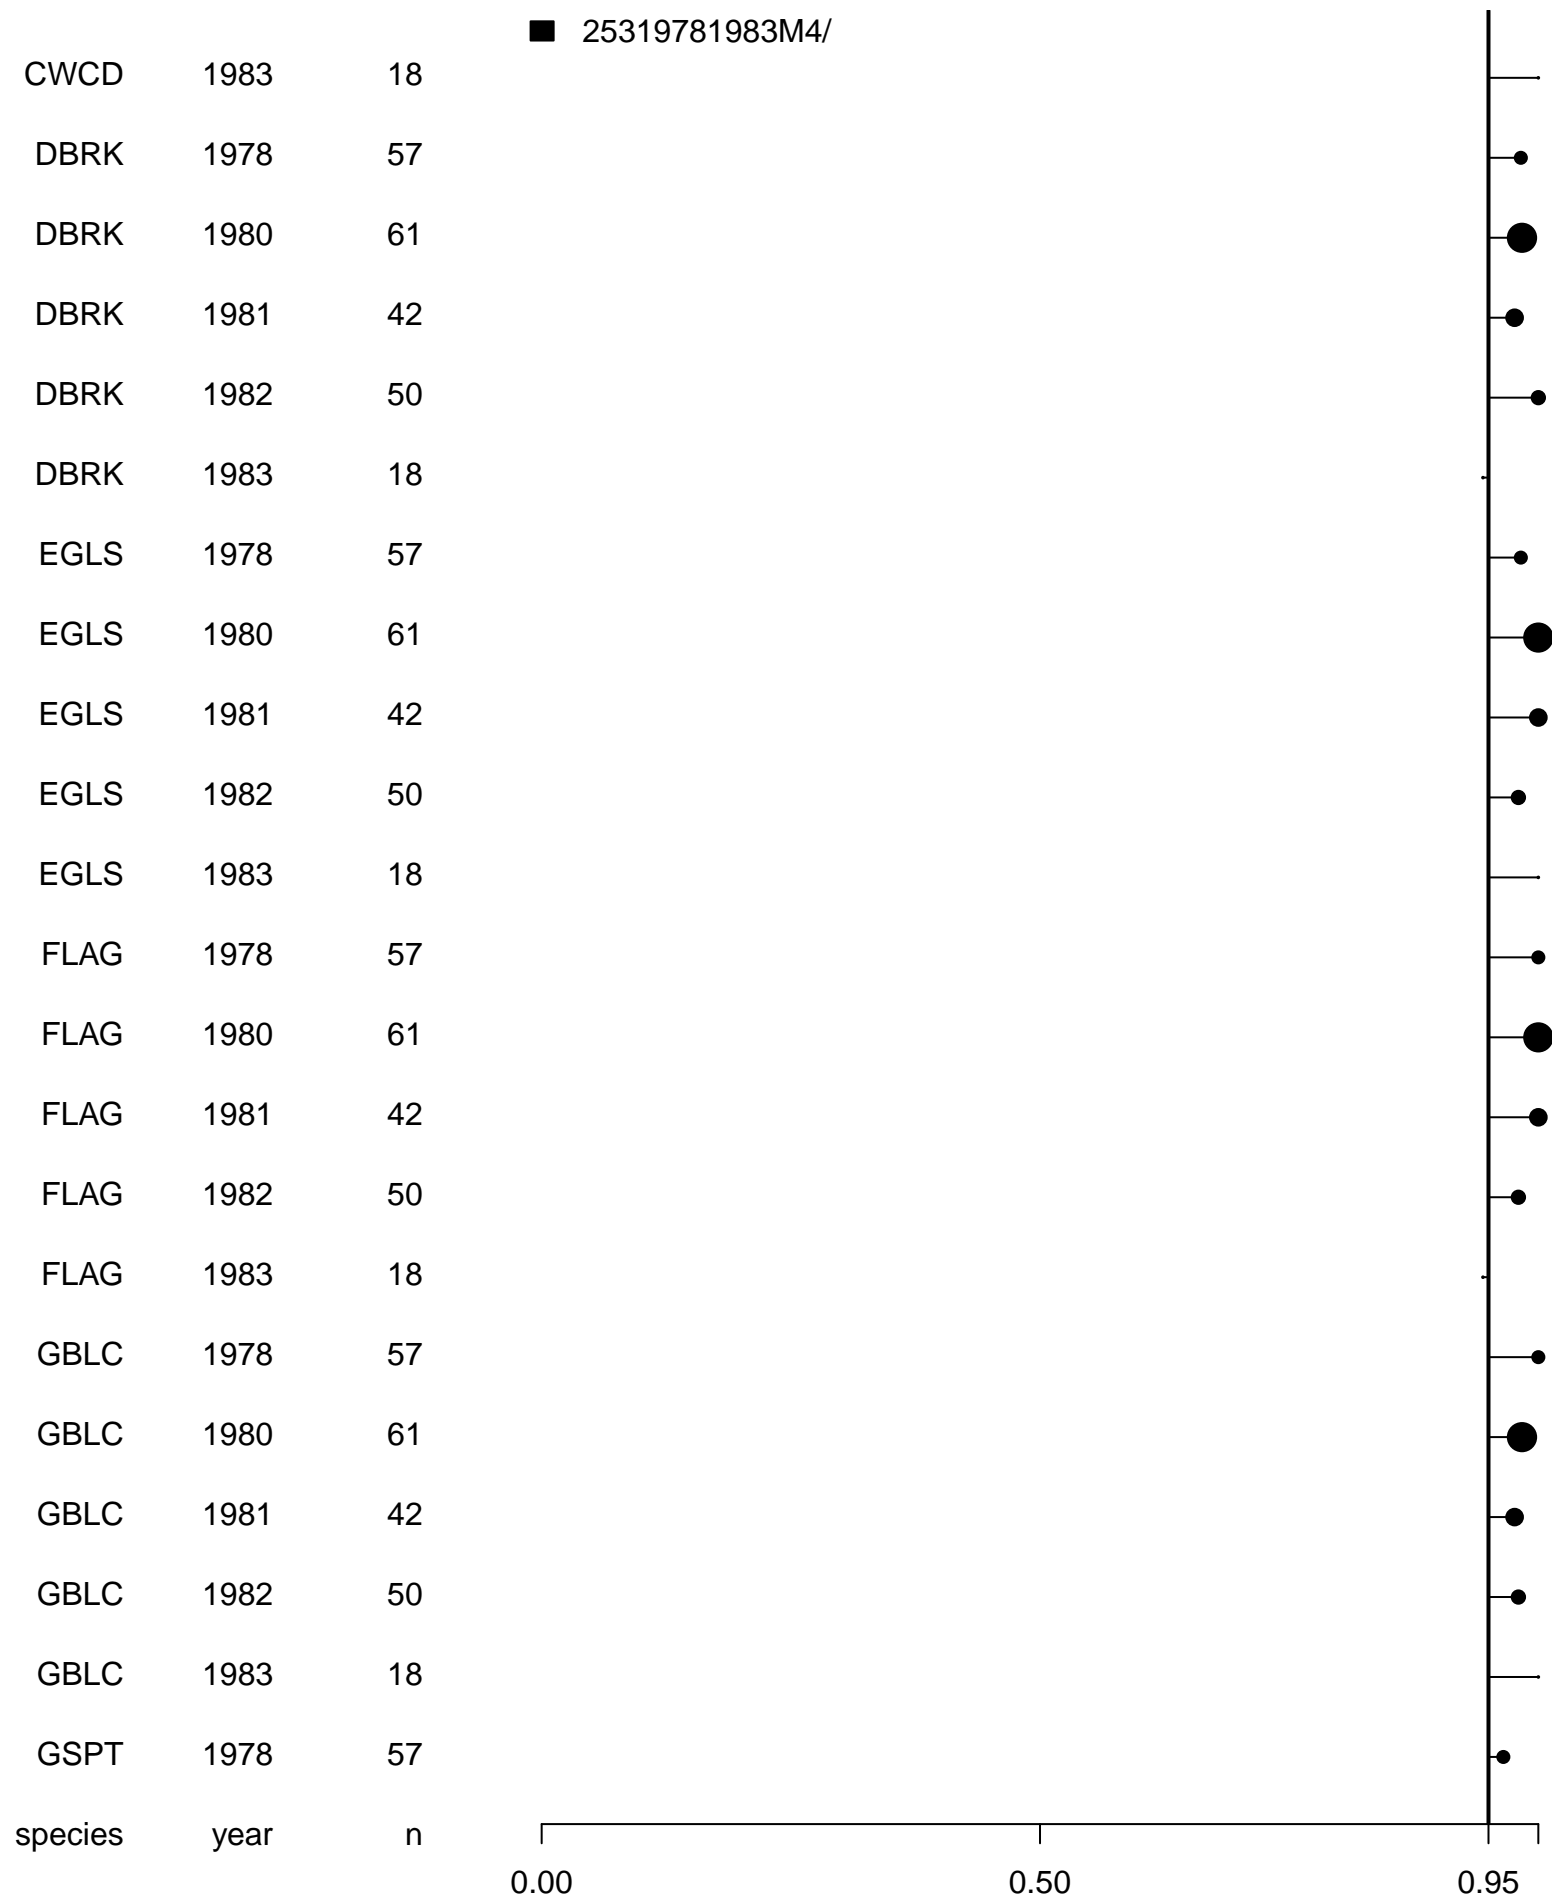 25319781983M4/
CWCD 1983 18
DBRK 1978 57
DBRK 1980 61
DBRK 1981 42
DBRK 1982 50
DBRK 1983 18
EGLS 1978 57
EGLS 1980 61
EGLS 1981 42
EGLS 1982 50
EGLS 1983 18
FLAG 1978 57
FLAG 1980 61
FLAG 1981 42
FLAG 1982 50
FLAG 1983 18
GBLC 1978 57
GBLC 1980 61
GBLC 1981 42
GBLC 1982 50
GBLC 1983 18
GSPT 1978 57
species year n
0.00 0.50 0.95